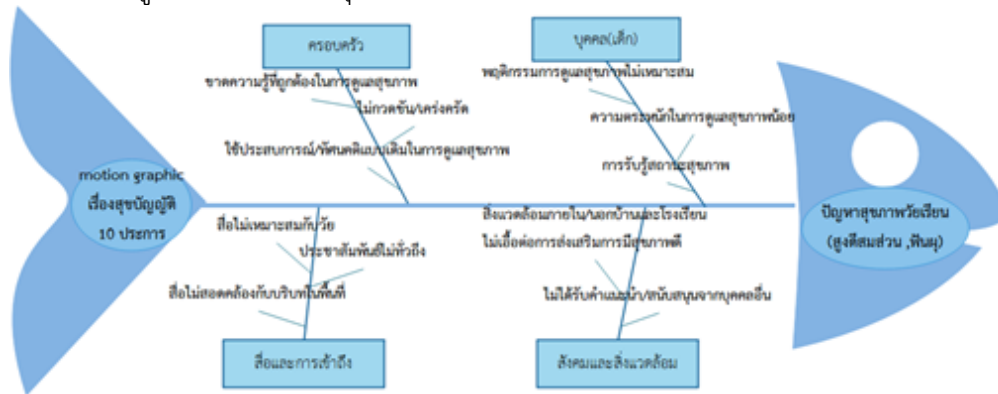 ครอบครัว
บุคคล(เด็ก)
ขาดความรู้ที่ถูกต้องในการดูแลสุขภาพ
ไม่กวดขัน/เคร่งครัด
ใช้ประสบการณ์/ทัศนคติแบบเดิมในการดูแลสุขภาพ
พฤติกรรมการดูแลสุขภาพไม่เหมาะสม
ความตระหนักในการดูแลสุขภาพน้อย
การรับรู้สถานะสุขภาพ
motion graphic
เรื่องสุขบัญญัติ
10 ประการ
ปัญหาสุขภาพวัยเรียน
(สูงดีสมส่วน ,ฟันผุ)
สื่อไม่เหมาะสมกับวัย
ประชาสัมพันธ์ไม่ทั่วถึง
สื่อไม่สอดคล้องกับบริบทในพื้นที่
สิ่งแวดล้อมภายใน/นอกบ้านและโรงเรียน
ไม่เอื้อต่อการส่งเสริมการมีสุขภาพดี
ไม่ได้รับคำแนะนำ/สนับสนุนจากบุคคลอื่น
สื่อและการเข้าถึง
สังคมและสิ่งแวดล้อม